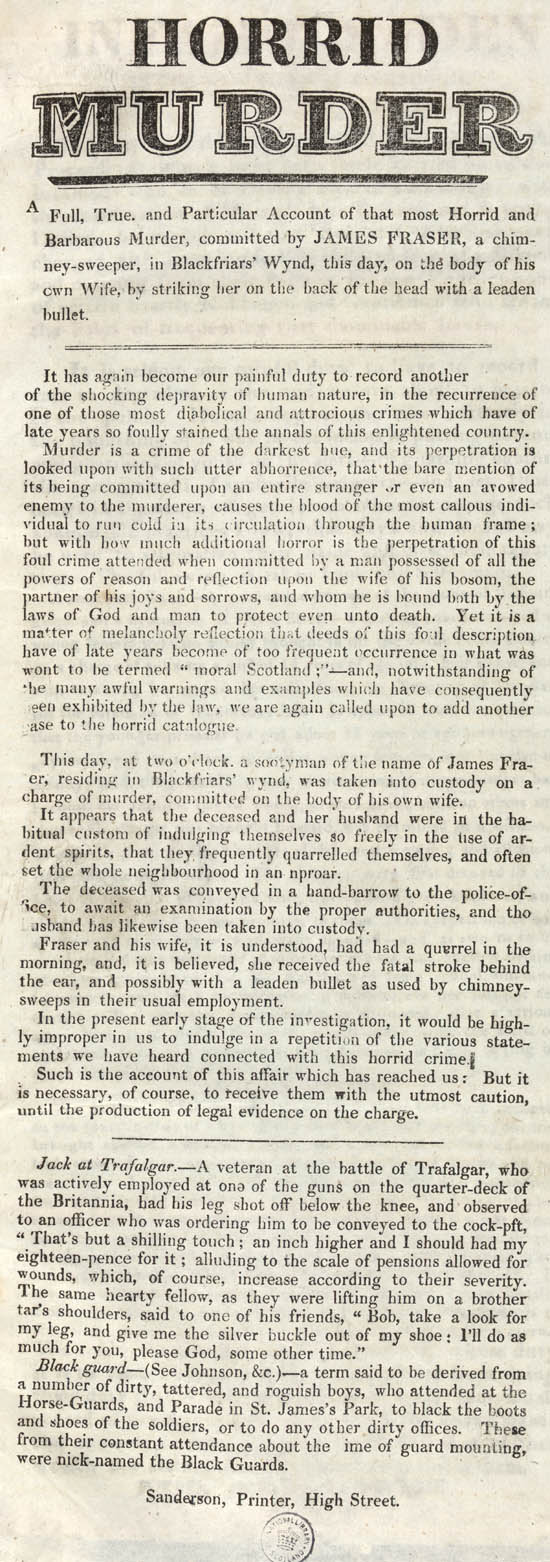 HORRID
MURDER
A Full, True. and Particular Account of that most Horrid and
Barbarous Murder, committed by JAMES FRASER, a chim-
ney-sweeper, in Blackfriars' Wynd, this day, on the body of his
own Wife, by striking her on the back of the head with a leaden
bullet.
It has again become our painful duty to record another
of the shocking depravity of human nature, in the recurrence of
one of those most diabolical and attrocious crimes which have of
late years so foully stained the annals of this enlightened country.
Murder is a crime of the darkest hue, and its perpetration is
looked upon with such utter abhorrence, that the bare mention of
its being committed upon an entire stranger or even an avowed
enemy to the murderer, causes the blood of the most callous indi-
vidual to run cold in its circulation through the human frame;
but with how much additional horror is the perpetration of this
foul crime attended when committed by a man possessed of all the
powers of reason and reflection upon the wife of his bosom, the
partner of his joys and sorrows, and whom he is bound both by the
laws of God and man to protect even unto death. Yet it is a
matter of melancholy reflection that deeds of this foul description
have of late years become of too frequent occurrence in what was
wont to be termed "moral Scotland;"—and, notwithstanding of
the many awful warnings and examples which have consequently
een exhibited by the law, we are again called upon to add another
ase to the horrid catalogue.
This day, at two o'clock. a sootyman of the name of James Fra-
er, residing in Blackfriars' wynd, was taken into custody on a
charge of murder, committed on the body of his own wife.
It appears that the deceased and her husband were in the ha-
bitual custom of indulging themselves so freely in the use of ar-
dent spirits, that they frequently quarrelled themselves, and often
set the whole neighbourhood in an nproar.
The deceased was conveyed in a hand-barrow to the police-of-
fice, to await an examination by the proper authorities, and tho
usband has likewise been taken into custody.
Fraser and his wife, it is understood, had had a querrel in the
morning, and, it is believed, she received the fatal stroke behind
the ear, and possibly with a leaden bullet as used by chimney-
sweeps in their usual employment.
In the present early stage of the investigation, it would be high-
ly improper in us to indulge in a repetition of the various state-
ments we have heard connected with this horrid crime.
Such is the account of this affair which has reached us: But it
is necessary, of course, to receive them with the utmost caution,
until the production of legal evidence on the charge.
Jack at Trafalgar.—A veteran at the battle of Trafalgar, who
was actively employed at one of the guns on the quarter-deck of
the Britannia, had his leg shot off below the knee, and observed
to an officer who was ordering him to be conveyed to the cock-pft,
"That's but a shilling touch; an inch higher and I should had my
eighteen-pence for it; alluding to the scale of pensions allowed for
wounds, which, of course, increase according to their severity.
The same hearty fellow, as they were lifting him on a brother
tar's shoulders, said to one of his friends, "Bob, take a look for
my leg, and give me the silver buckle out of my shoe: I'll do as
much for you, please God, some other time."
Black guard—(See Johnson, &c.)—a term said to be derived from
a number of dirty, tattered, and roguish boys, who attended at the
Horse-Guards, and Parade in St. James's Park, to black the boots
and shoes of the soldiers, or to do any other dirty offices. These
from their constant attendance about the ime of guard mounting,
were nick-named the Black Guards.
Sanderson, Printer, High Street.